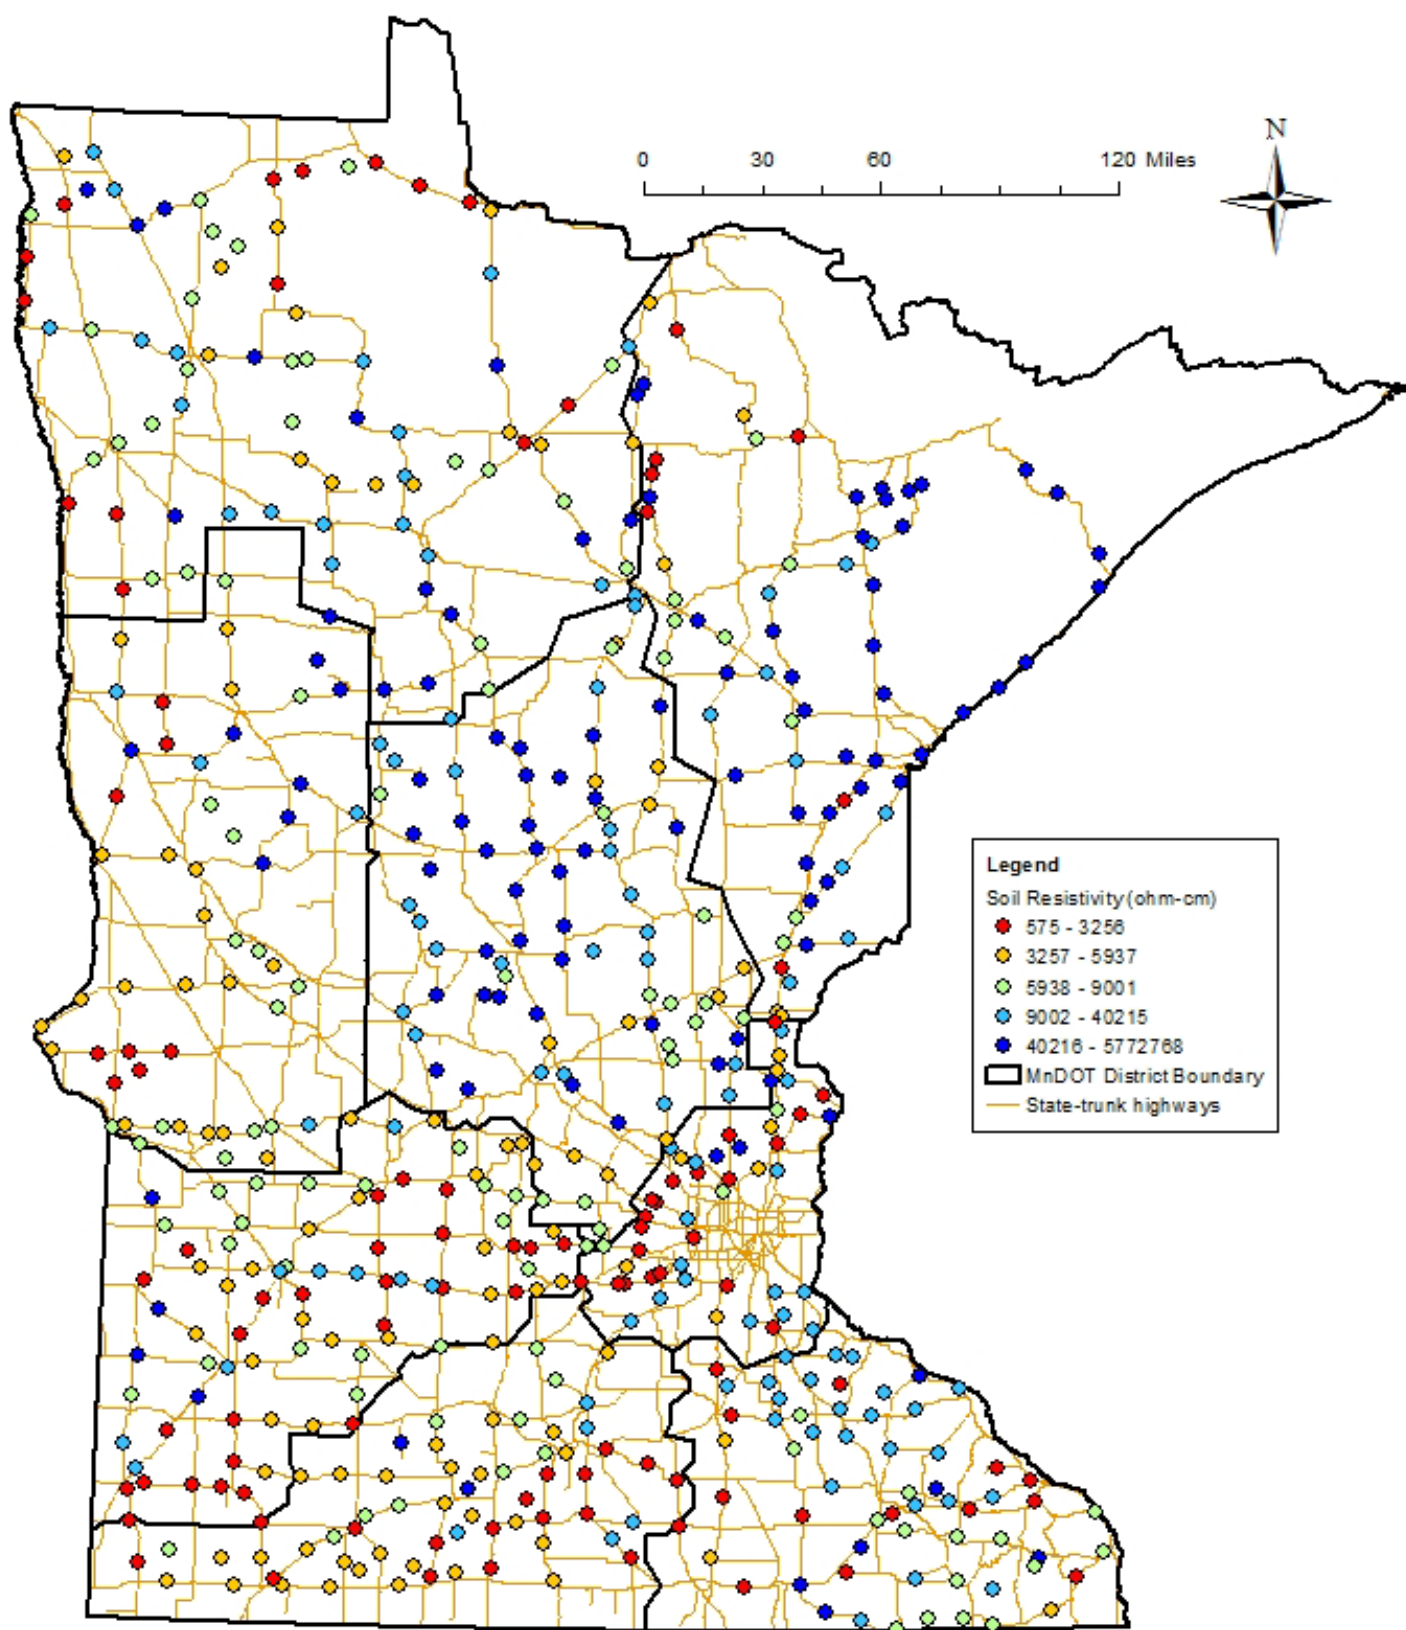 N
0 30 60 120 Miles
Legend
Soil Resistivity (ohm-cm)
575 - 3256
3257 - 5937
5938 - 9001
9002 - 40215
40216 - 5772768
MnDOT District Boundary
State-trunk highways